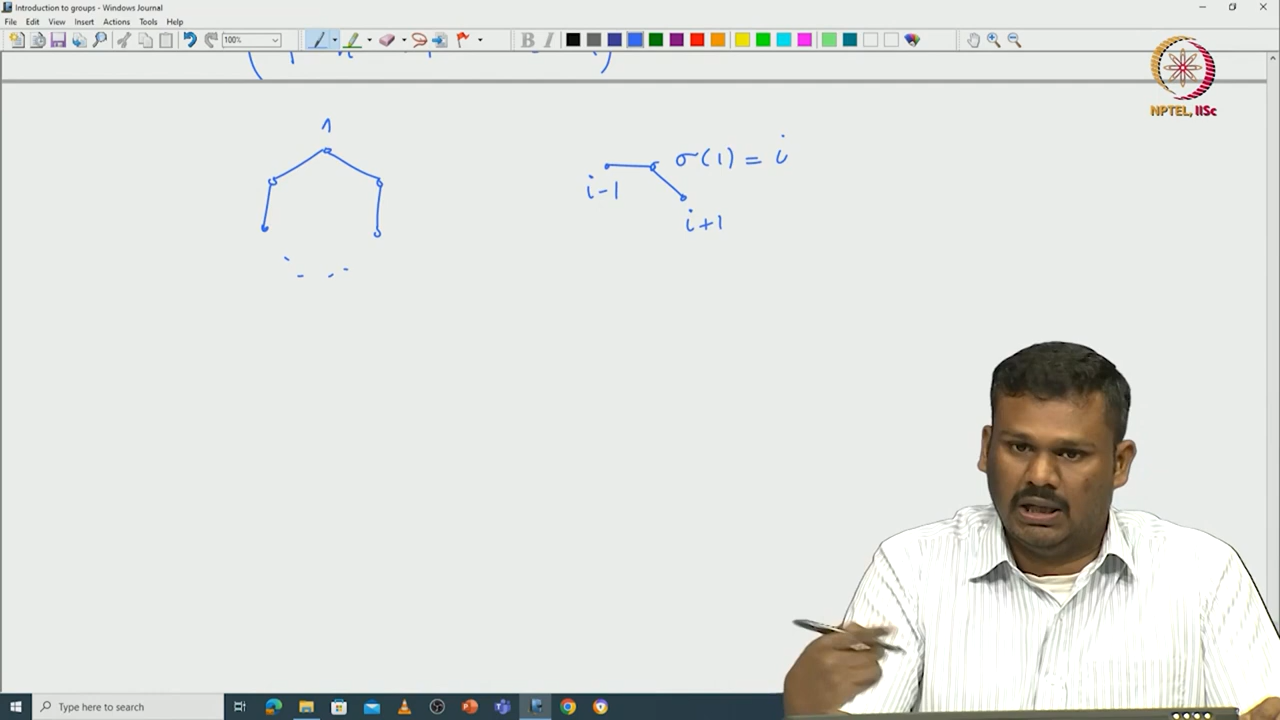 Introduction to groups - Windows Journal
File Edit View Insert Actions Tools Help
100%
B I
NPTEL, IISc
1
σ(1) = i
i-1
i+1
Type here to search